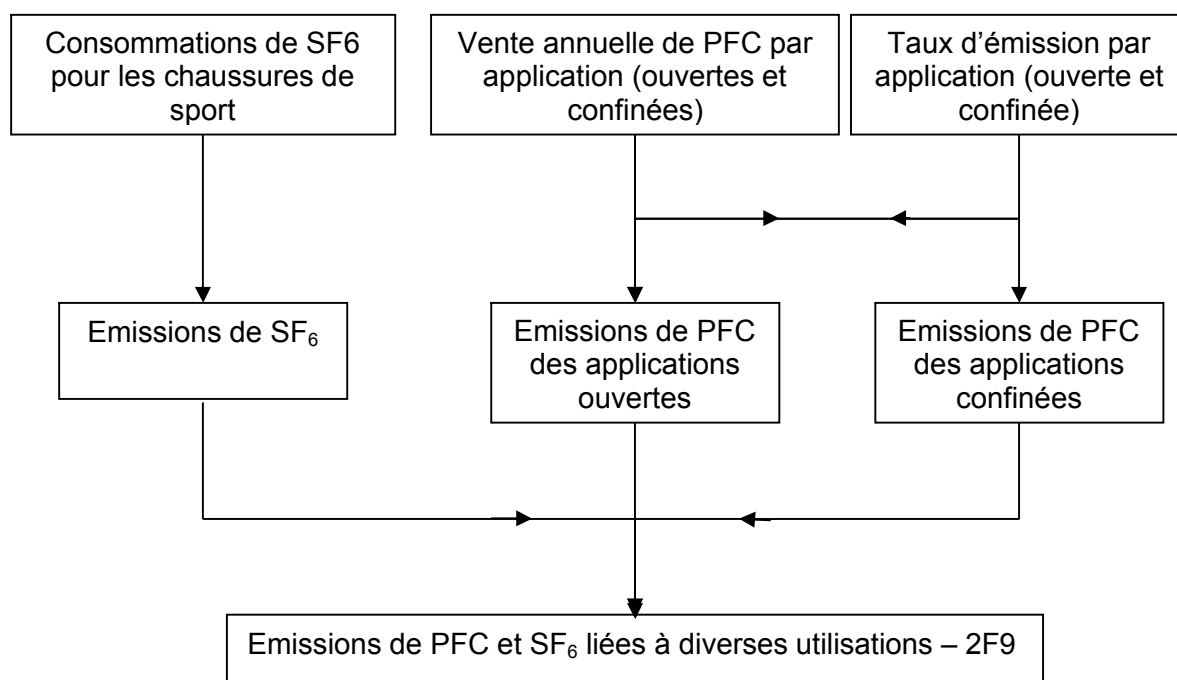 Consommations de SF6
pour les chaussures de
sport
Vente annuelle de PFC par
application (ouvertes et
confinées)
Taux d’émission par
application (ouverte et
confinée)
Emissions de SF₆
Emissions de PFC
des applications
ouvertes
Emissions de PFC
des applications
confinées
Emissions de PFC et SF₆ liées à diverses utilisations – 2F9